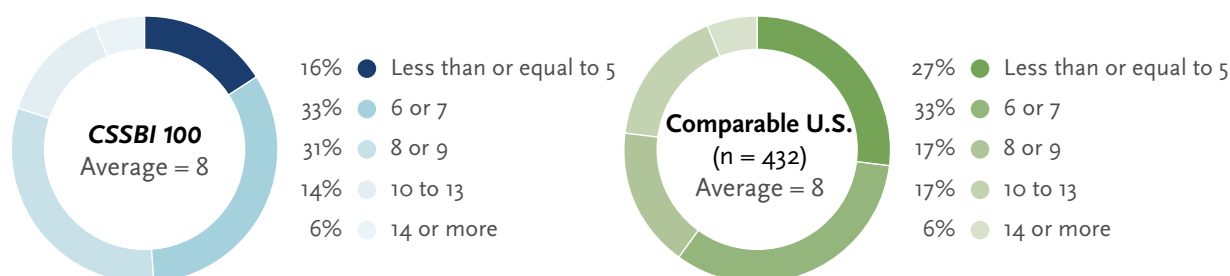 CSSBI 100
Average = 8
16% Less than or equal to 5
33% 6 or 7
31% 8 or 9
14% 10 to 13
6% 14 or more
Comparable U.S.
(n = 432)
Average = 8
27% Less than or equal to 5
33% 6 or 7
17% 8 or 9
17% 10 to 13
6% 14 or more